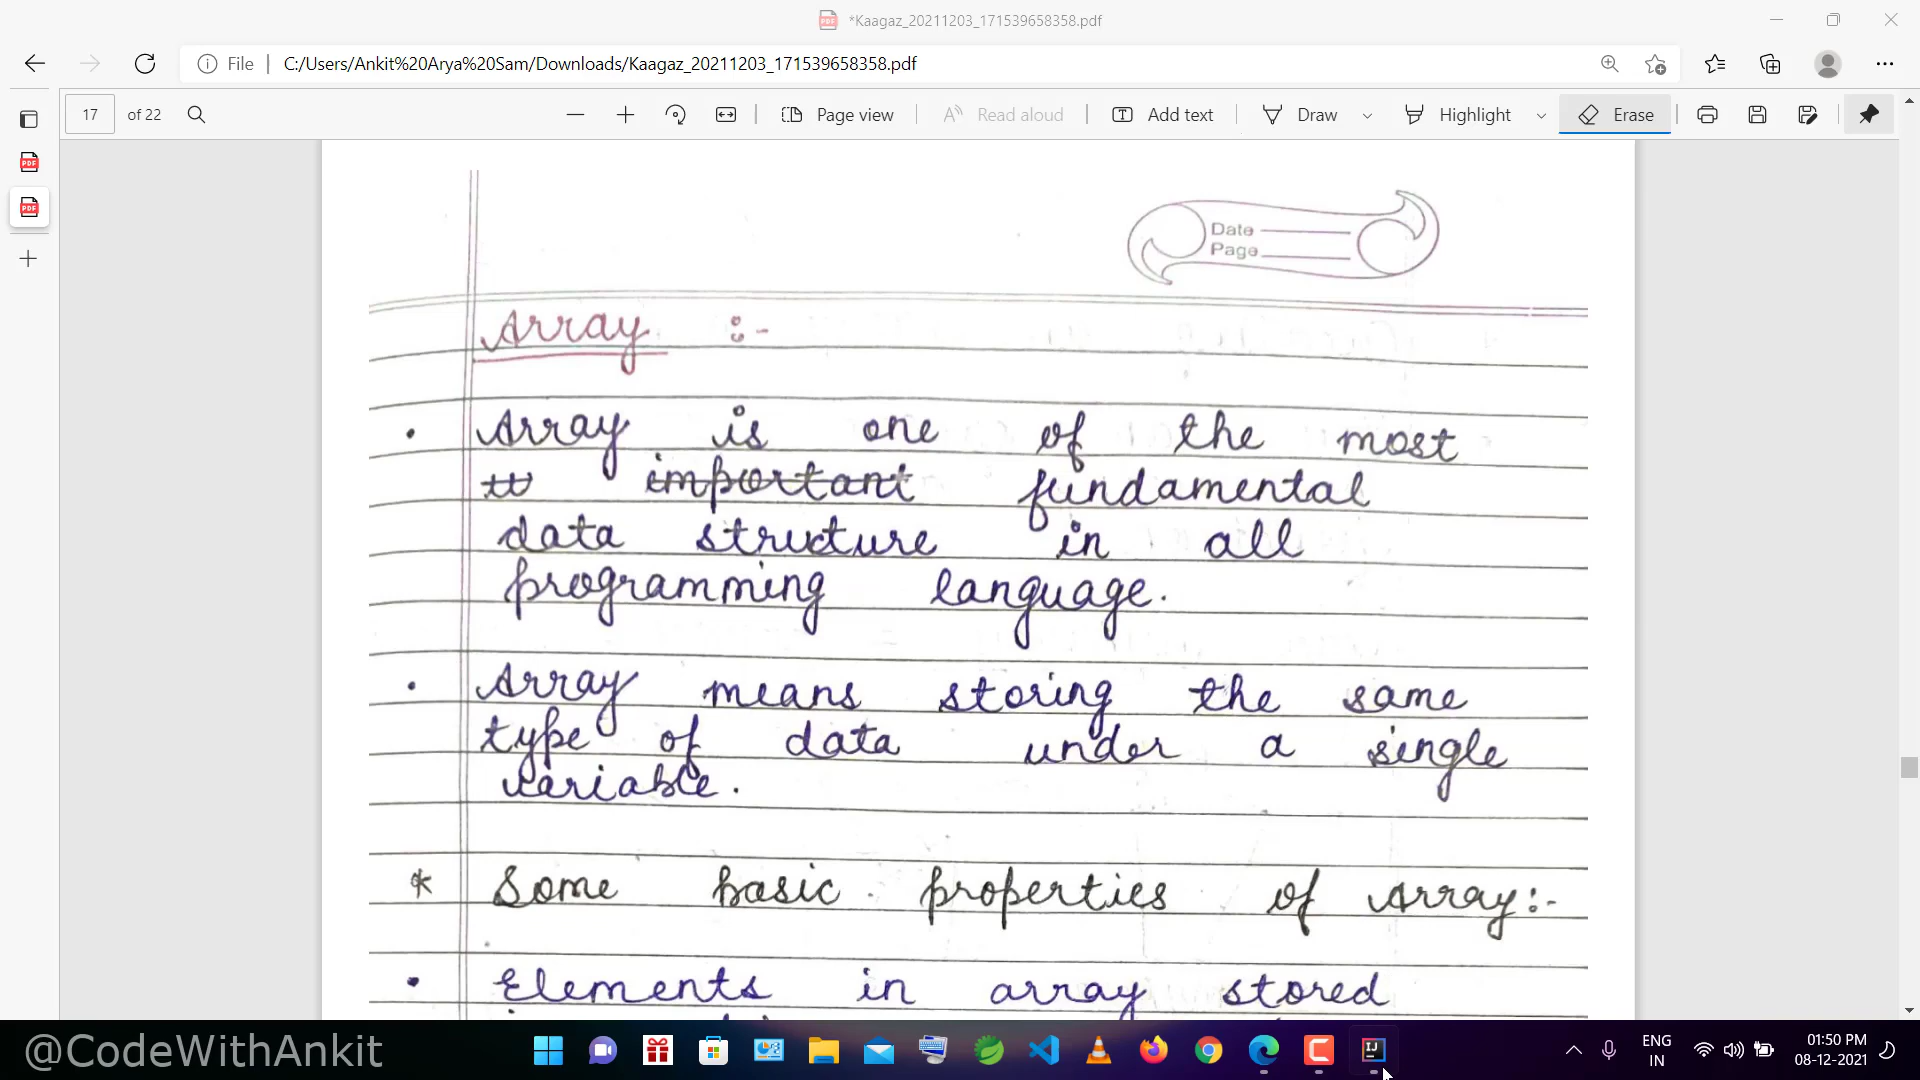 *Kaagaz_20211203_171539658358.pdf
File
C:/Users/Ankit%20Arya%20Sam/Downloads/Kaagaz_20211203_171539658358.pdf
17 of 22
Page view
Read aloud
Add text
Draw
Highlight
Erase
Date
Page
Array :-
• Array is one of the most
important fundamental
data structure in all
programming language.
• Array means storing the same
type of data under a single
variable.
* Some basic properties of Array:-
• Elements in array stored
@CodeWithAnkit
ENG
IN
01:50 PM
08-12-2021